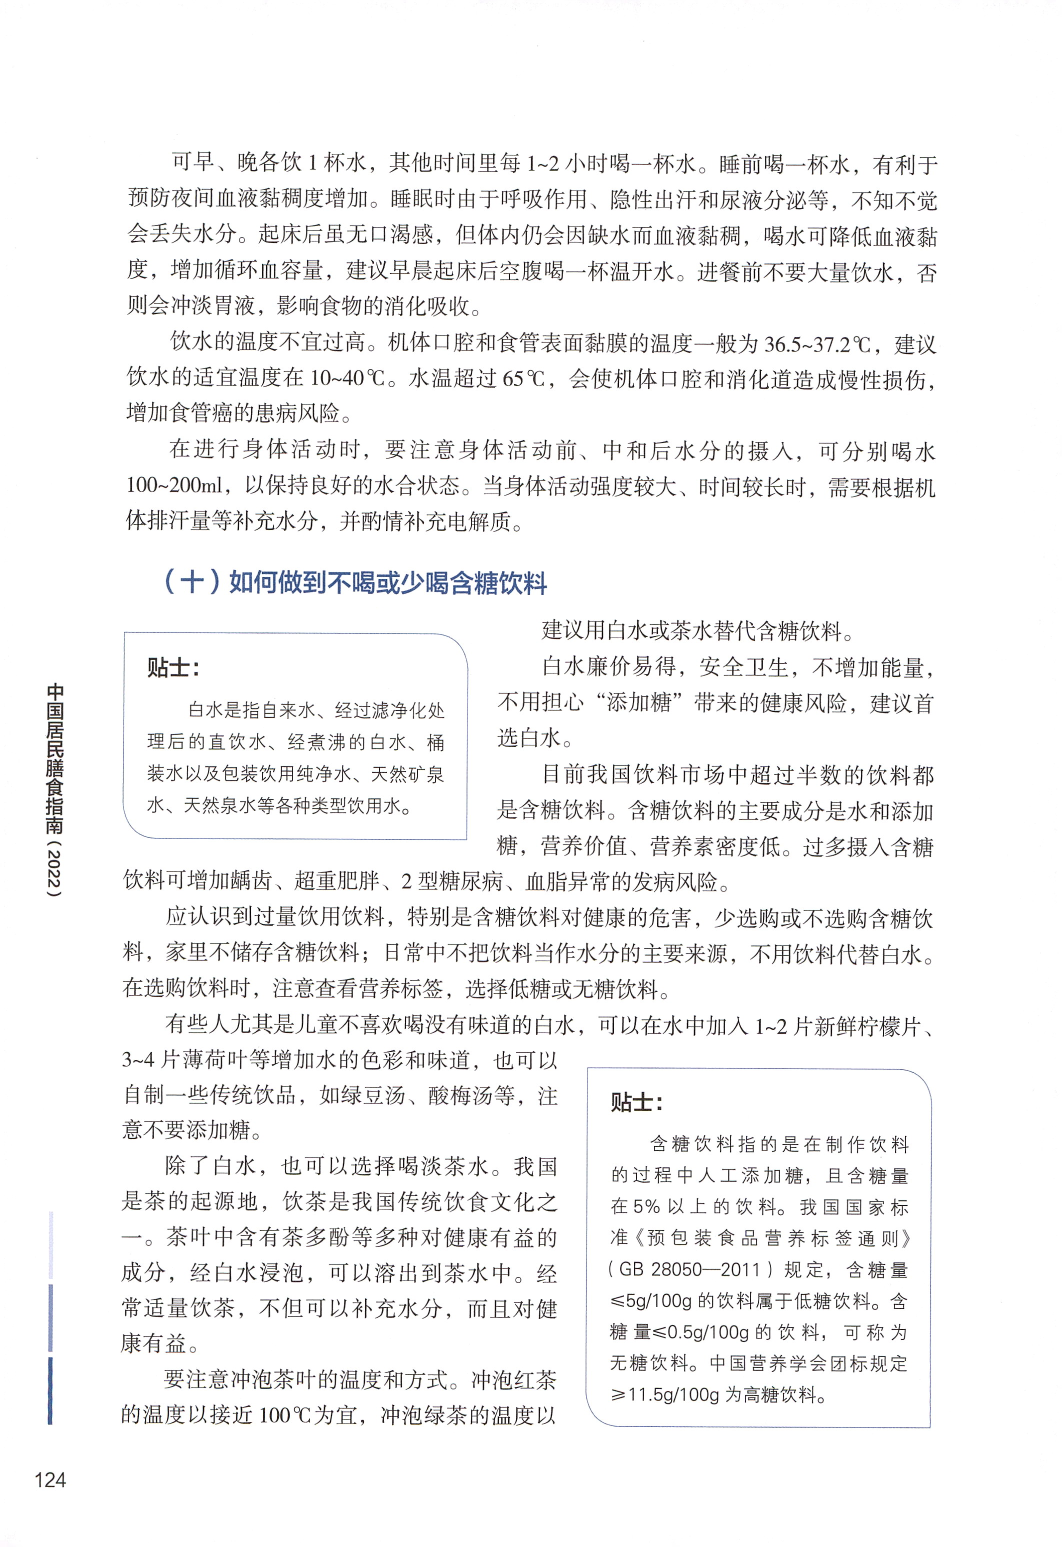 可早、晚各饮1杯水，其他时间里每1~2小时喝一杯水。睡前喝一杯水，有利于
预防夜间血液黏稠度增加。睡眠时由于呼吸作用、隐性出汗和尿液分泌等，不知不觉
会丢失水分。起床后虽无口渴感，但体内仍会因缺水而血液黏稠，喝水可降低血液黏
度，增加循环血容量，建议早晨起床后空腹喝一杯温开水。进餐前不要大量饮水，否
则会冲淡胃液，影响食物的消化吸收。
饮水的温度不宜过高。机体口腔和食管表面黏膜的温度一般为36.5~37.2℃，建议
饮水的适宜温度在10~40℃。水温超过65℃，会使机体口腔和消化道造成慢性损伤，
增加食管癌的患病风险。
在进行身体活动时，要注意身体活动前、中和后水分的摄入，可分别喝水
100~200ml，以保持良好的水合状态。当身体活动强度较大、时间较长时，需要根据机
体排汗量等补充水分，并酌情补充电解质。
（十）如何做到不喝或少喝含糖饮料
贴士：
白水是指自来水、经过滤净化处
理后的直饮水、经煮沸的白水、桶
装水以及包装饮用纯净水、天然矿泉
水、天然泉水等各种类型饮用水。
建议用白水或茶水替代含糖饮料。
白水廉价易得，安全卫生，不增加能量，
不用担心“添加糖”带来的健康风险，建议首
选白水。
目前我国饮料市场中超过半数的饮料都
是含糖饮料。含糖饮料的主要成分是水和添加
糖，营养价值、营养素密度低。过多摄入含糖
饮料可增加龋齿、超重肥胖、2型糖尿病、血脂异常的发病风险。
应认识到过量饮用饮料，特别是含糖饮料对健康的危害，少选购或不选购含糖饮
料，家里不储存含糖饮料；日常中不把饮料当作水分的主要来源，不用饮料代替白水。
在选购饮料时，注意查看营养标签，选择低糖或无糖饮料。
有些人尤其是儿童不喜欢喝没有味道的白水，可以在水中加入1~2片新鲜柠檬片、
3~4片薄荷叶等增加水的色彩和味道，也可以
自制一些传统饮品，如绿豆汤、酸梅汤等，注
意不要添加糖。
除了白水，也可以选择喝淡茶水。我国
是茶的起源地，饮茶是我国传统饮食文化之
一。茶叶中含有茶多酚等多种对健康有益的
成分，经白水浸泡，可以溶出到茶水中。经
常适量饮茶，不但可以补充水分，而且对健
康有益。
要注意冲泡茶叶的温度和方式。冲泡红茶
的温度以接近100℃为宜，冲泡绿茶的温度以
贴士：
含糖饮料指的是在制作饮料
的过程中人工添加糖，且含糖量
在5%以上的饮料。我国国家标
准《预包装食品营养标签通则》
（GB 28050—2011）规定，含糖量
≤5g/100g的饮料属于低糖饮料。含
糖量≤0.5g/100g的饮料，可称为
无糖饮料。中国营养学会团标规定
≥11.5g/100g为高糖饮料。
中国居民膳食指南（2022）
124